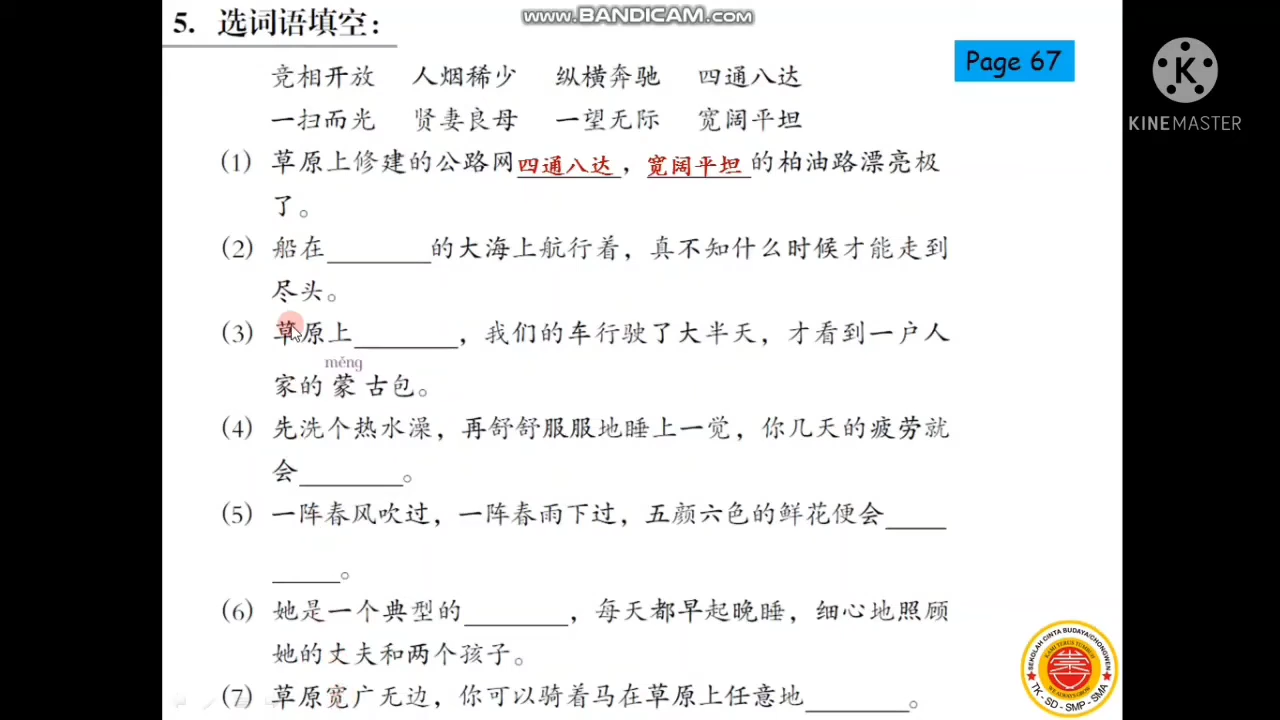 www.BANDICAM.com
5. 选词语填空：
Page 67
KINEMASTER
竞相开放 人烟稀少 纵横奔驰 四通八达
一扫而光 贤妻良母 一望无际 宽阔平坦
(1) 草原上修建的公路网四通八达，宽阔平坦的柏油路漂亮极
了。
(2) 船在________的大海上航行着，真不知什么时候才能走到
尽头。
(3) 草原上________，我们的车行驶了大半天，才看到一户人
měng
家的蒙古包。
(4) 先洗个热水澡，再舒舒服服地睡上一觉，你几天的疲劳就
会________。
(5) 一阵春风吹过，一阵春雨下过，五颜六色的鲜花便会____
_____。
(6) 她是一个典型的________，每天都早起晚睡，细心地照顾
她的丈夫和两个孩子。
(7) 草原宽广无边，你可以骑着马在草原上任意地________。
SEKOLAH CINTA BUDAYA/CHONGWEN
TK - SD - SMP - SMA